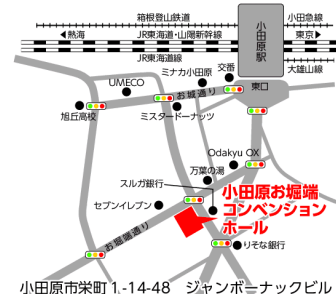 箱根登山鉄道
小田急線
◀熱海
JR東海道・山陽新幹線
小田原駅
東京▶
JR東海道線
大雄山線
ミナカ小田原
交番
UMECO
東口
お城通り
旭丘高校
ミスタードーナッツ
Odakyu OX
万葉の湯
スルガ銀行
小田原お堀端
コンベンション
ホール
セブンイレブン
お堀端通り
りそな銀行
小田原市栄町1-14-48 ジャンボーナックビル